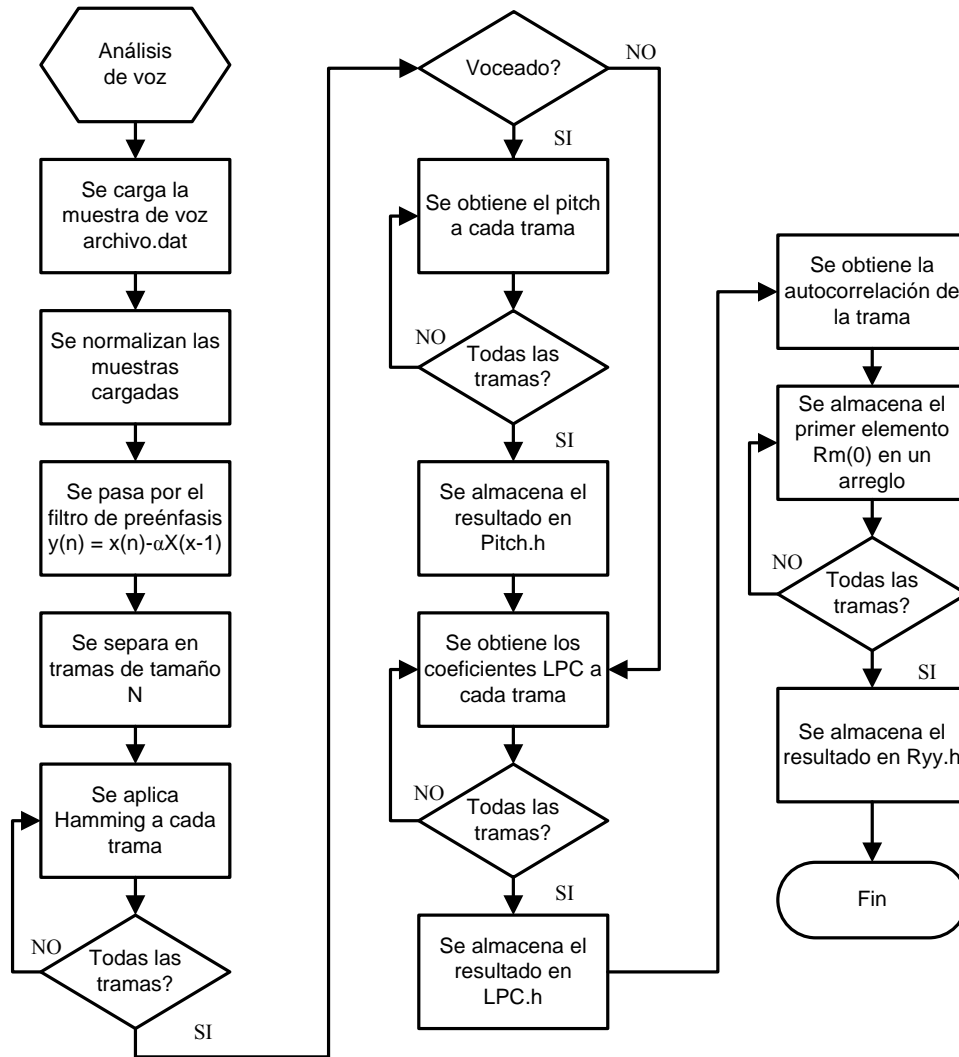 Análisis
de voz
Se carga la
muestra de voz
archivo.dat
Se normalizan las
muestras
cargadas
Se pasa por el
filtro de preénfasis
y(n) = x(n)-αX(x-1)
Se separa en
tramas de tamaño
N
Se aplica
Hamming a cada
trama
NO
Todas las
tramas?
SI
Voceado?
NO
SI
Se obtiene el pitch
a cada trama
NO
Todas las
tramas?
SI
Se almacena el
resultado en
Pitch.h
Se obtiene los
coeficientes LPC a
cada trama
NO
Todas las
tramas?
SI
Se almacena el
resultado en
LPC.h
Se obtiene la
autocorrelación de
la trama
Se almacena el
primer elemento
Rm(0) en un
arreglo
NO
Todas las
tramas?
SI
Se almacena el
resultado en Ryy.h
Fin